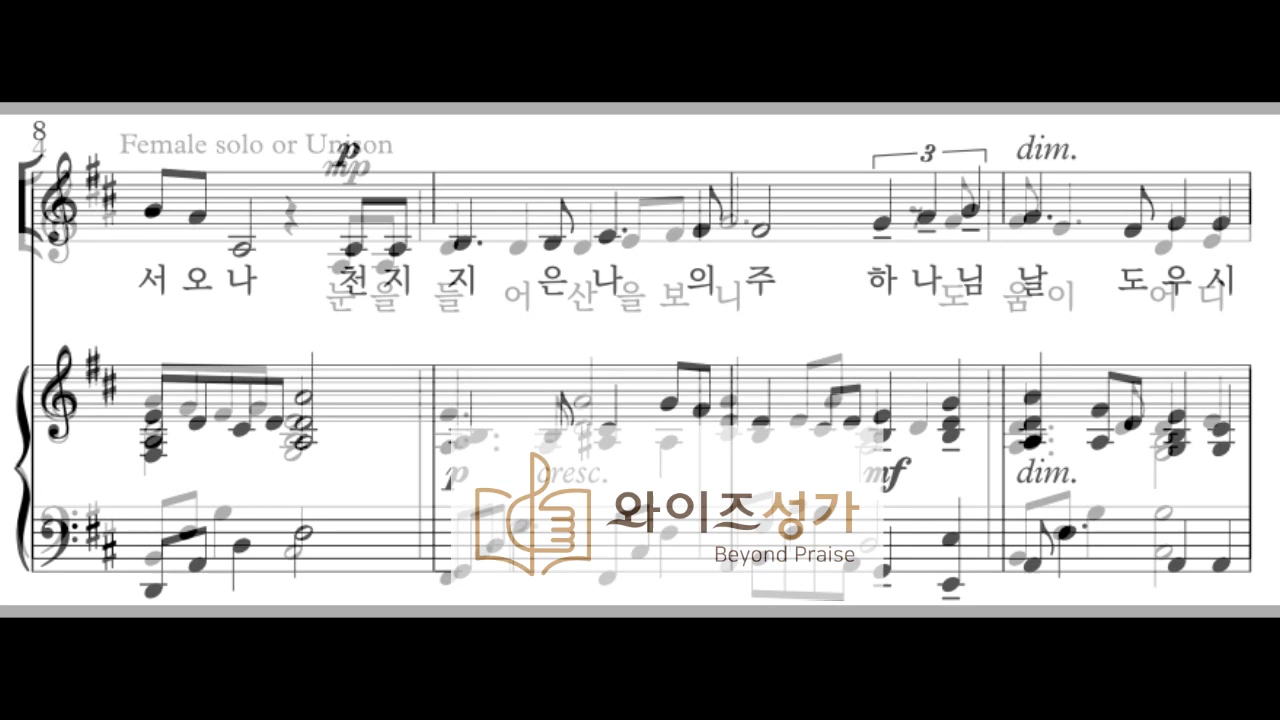 8
4
Female solo or Unison
p
mp
3
dim.
서 오 나 천 지 지 은 나 의 주 하 나 님 날 도 우 시
눈 을 들 어 산 을 보 니 도 움 이 어 디
p cresc. mf dim.
와이즈성가
Beyond Praise